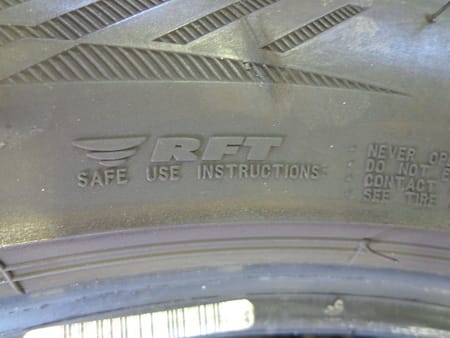 RFT
SAFE USE INSTRUCTIONS
· NEVER
· DO NOT
· CONTACT
SEE TIRE